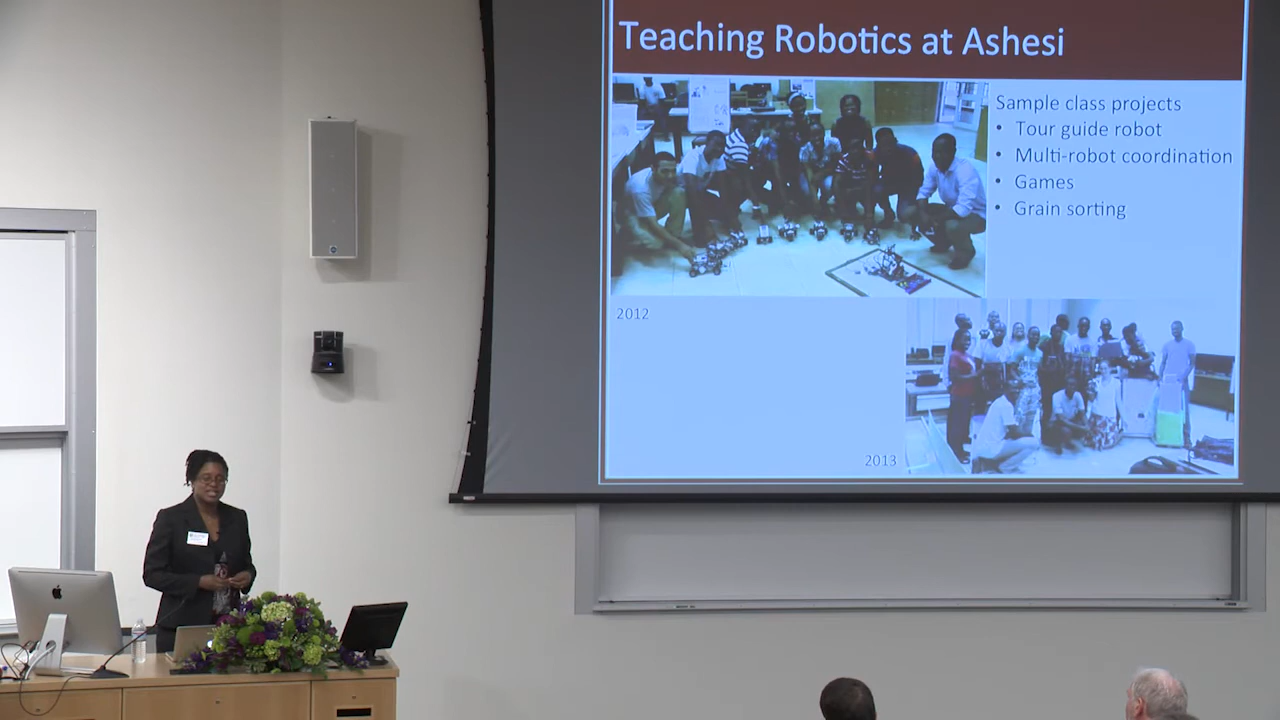 Teaching Robotics at Ashesi
Sample class projects
• Tour guide robot
• Multi-robot coordination
• Games
• Grain sorting
2012
2013